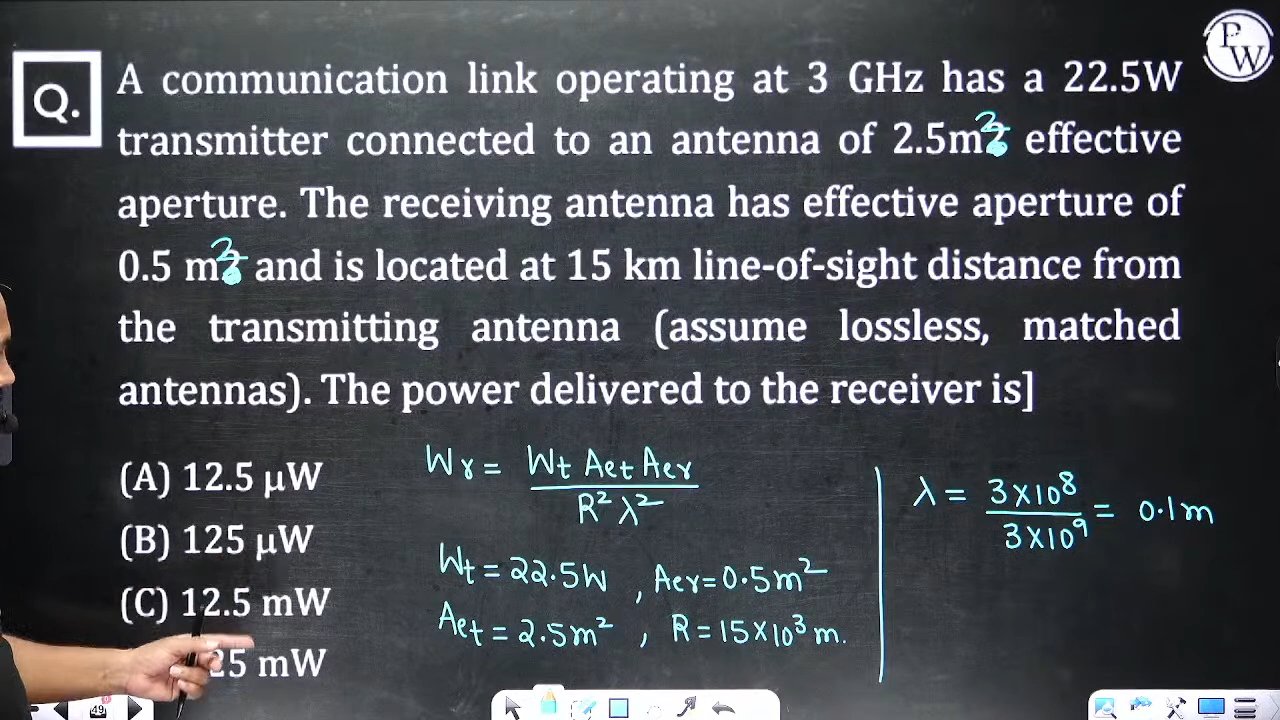 PW
Q.
A communication link operating at 3 GHz has a 22.5W
transmitter connected to an antenna of 2.5m² effective
aperture. The receiving antenna has effective aperture of
0.5 m² and is located at 15 km line-of-sight distance from
the transmitting antenna (assume lossless, matched
antennas). The power delivered to the receiver is]
(A) 12.5 μW
(B) 125 μW
(C) 12.5 mW
25 mW
Wr = Wt Aet Aer / R² λ²
Wt = 22.5W , Aer = 0.5m²
Aet = 2.5m² , R = 15×10³ m.
λ = 3×10⁸ / 3×10⁹ = 0.1m
49